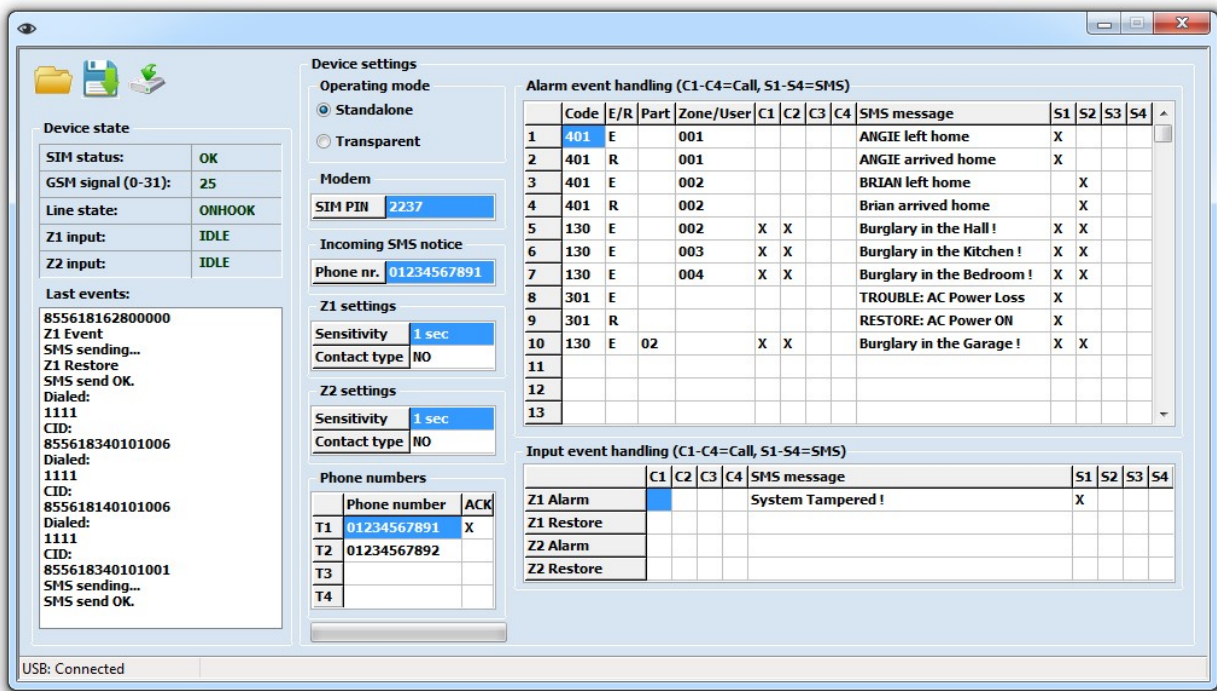 Device state
SIM status: OK
GSM signal (0-31): 25
Line state: ONHOOK
Z1 input: IDLE
Z2 input: IDLE
Last events:
855618162800000
Z1 Event
SMS sending...
Z1 Restore
SMS send OK.
Dialed:
1111
CID:
855618340101006
Dialed:
1111
CID:
855618140101006
Dialed:
1111
CID:
855618340101001
SMS sending...
SMS send OK.
Device settings
Operating mode
Standalone
Transparent
Modem
SIM PIN 2237
Incoming SMS notice
Phone nr. 01234567891
Z1 settings
Sensitivity 1 sec
Contact type NO
Z2 settings
Sensitivity 1 sec
Contact type NO
Phone numbers
Phone number ACK
T1 01234567891 X
T2 01234567892
T3
T4
Alarm event handling (C1-C4=Call, S1-S4=SMS)
Code E/R Part Zone/User C1 C2 C3 C4 SMS message S1 S2 S3 S4
1 401 E 001 ANGIE left home X
2 401 R 001 ANGIE arrived home X
3 401 E 002 BRIAN left home X
4 401 R 002 Brian arrived home X
5 130 E 002 X X Burglary in the Hall ! X X
6 130 E 003 X X Burglary in the Kitchen ! X X
7 130 E 004 X X Burglary in the Bedroom ! X X
8 301 E TROUBLE: AC Power Loss X
9 301 R RESTORE: AC Power ON X
10 130 E 02 X X Burglary in the Garage ! X X
11
12
13
Input event handling (C1-C4=Call, S1-S4=SMS)
C1 C2 C3 C4 SMS message S1 S2 S3 S4
Z1 Alarm System Tampered ! X
Z1 Restore
Z2 Alarm
Z2 Restore
USB: Connected